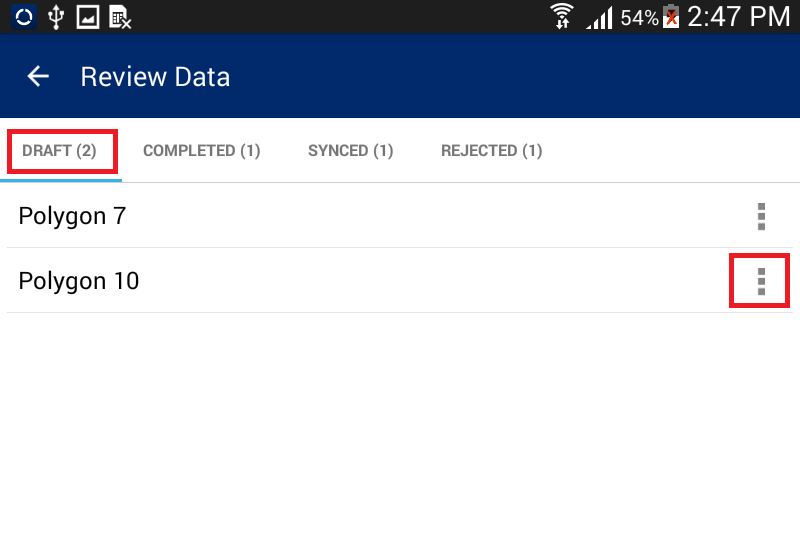 54% 2:47 PM
Review Data
DRAFT (2) COMPLETED (1) SYNCED (1) REJECTED (1)
Polygon 7
Polygon 10